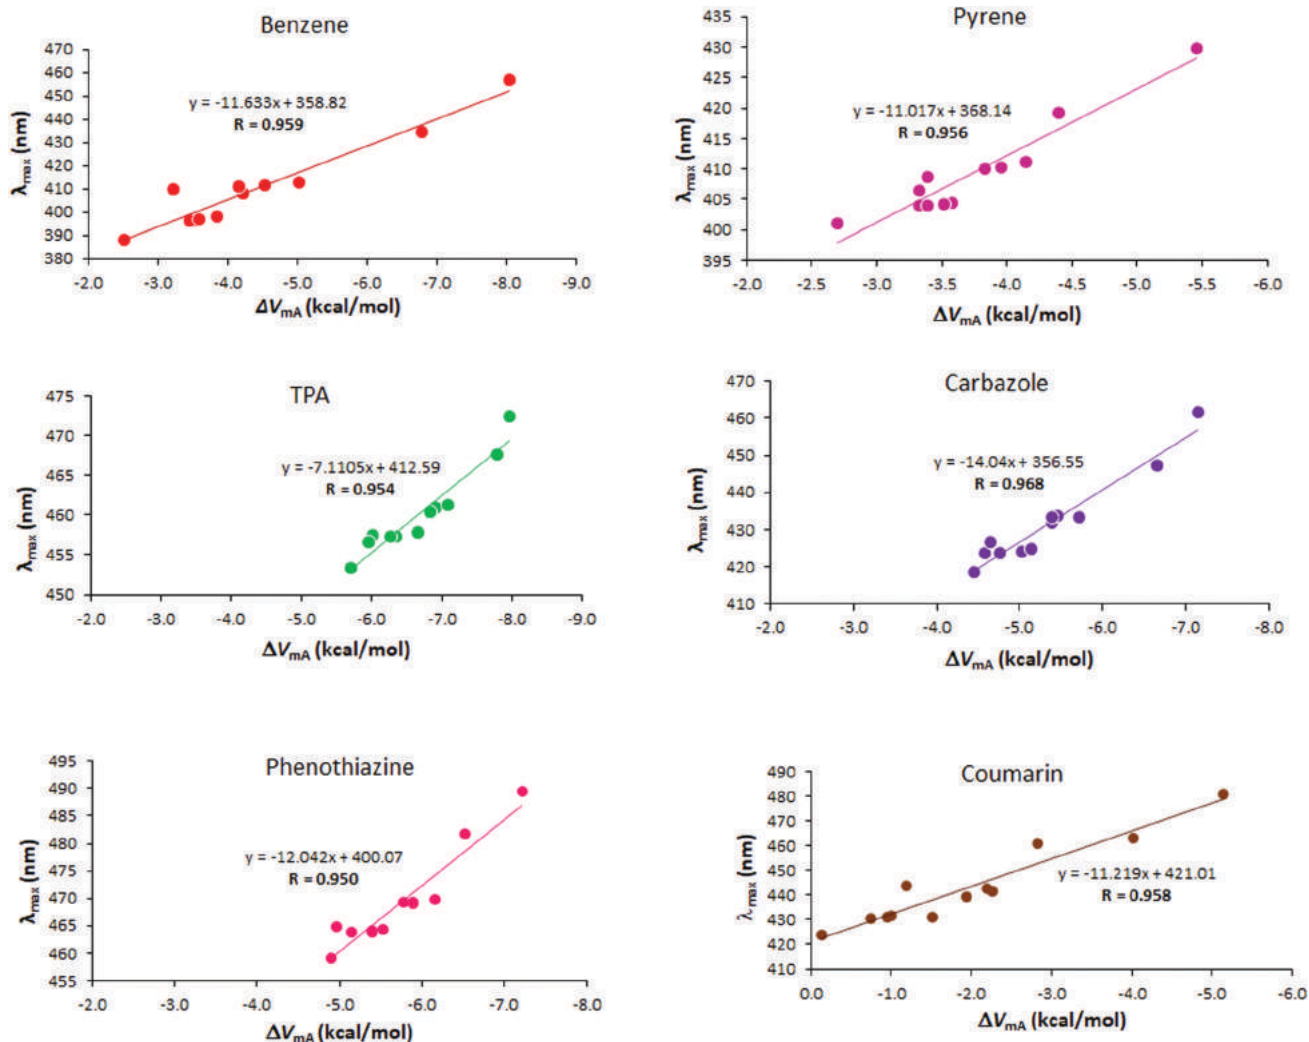 Benzene
470
460
450
440
430
420
410
400
390
380
λmax (nm)
y = -11.633x + 358.82
R = 0.959
-2.0 -3.0 -4.0 -5.0 -6.0 -7.0 -8.0 -9.0
ΔVmA (kcal/mol)
Pyrene
435
430
425
420
415
410
405
400
395
λmax (nm)
y = -11.017x + 368.14
R = 0.956
-2.0 -2.5 -3.0 -3.5 -4.0 -4.5 -5.0 -5.5 -6.0
ΔVmA (kcal/mol)
TPA
475
470
465
460
455
450
λmax (nm)
y = -7.1105x + 412.59
R = 0.954
-2.0 -3.0 -4.0 -5.0 -6.0 -7.0 -8.0 -9.0
ΔVmA (kcal/mol)
Carbazole
470
460
450
440
430
420
410
λmax (nm)
y = -14.04x + 356.55
R = 0.968
-2.0 -3.0 -4.0 -5.0 -6.0 -7.0 -8.0
ΔVmA (kcal/mol)
Phenothiazine
495
490
485
480
475
470
465
460
455
λmax (nm)
y = -12.042x + 400.07
R = 0.950
-2.0 -3.0 -4.0 -5.0 -6.0 -7.0 -8.0
ΔVmA (kcal/mol)
Coumarin
490
480
470
460
450
440
430
420
410
λmax (nm)
y = -11.219x + 421.01
R = 0.958
0.0 -1.0 -2.0 -3.0 -4.0 -5.0 -6.0
ΔVmA (kcal/mol)